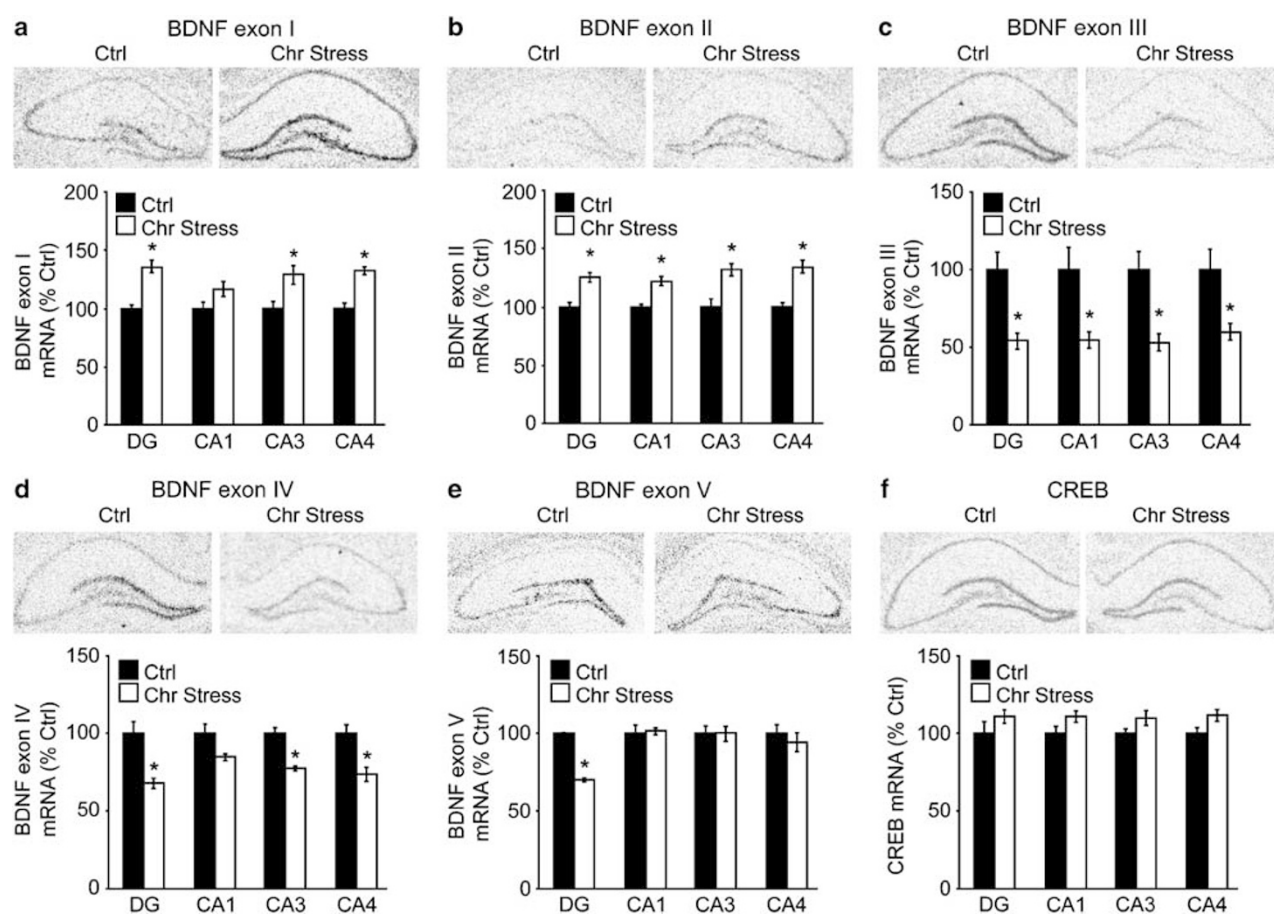 a BDNF exon I
Ctrl Chr Stress
BDNF exon I
mRNA (% Ctrl)
200
150
100
50
0
Ctrl
Chr Stress
* * *
DG CA1 CA3 CA4
b BDNF exon II
Ctrl Chr Stress
BDNF exon II
mRNA (% Ctrl)
200
150
100
50
0
Ctrl
Chr Stress
* * * *
DG CA1 CA3 CA4
c BDNF exon III
Ctrl Chr Stress
BDNF exon III
mRNA (% Ctrl)
150
100
50
0
Ctrl
Chr Stress
* * * *
DG CA1 CA3 CA4
d BDNF exon IV
Ctrl Chr Stress
BDNF exon IV
mRNA (% Ctrl)
150
100
50
0
Ctrl
Chr Stress
* * *
DG CA1 CA3 CA4
e BDNF exon V
Ctrl Chr Stress
BDNF exon V
mRNA (% Ctrl)
150
100
50
0
Ctrl
Chr Stress
*
DG CA1 CA3 CA4
f CREB
Ctrl Chr Stress
CREB mRNA (% Ctrl)
150
100
50
0
Ctrl
Chr Stress
DG CA1 CA3 CA4